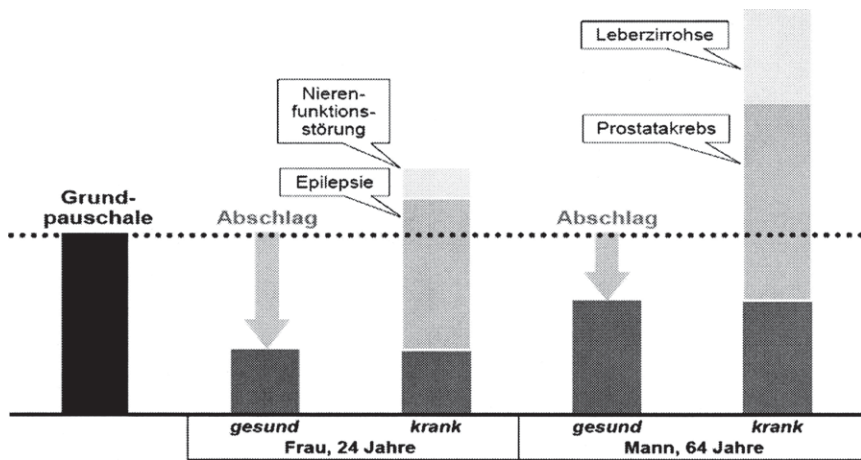 Leberzirrohse
Nieren-
funktions-
störung
Prostatakrebs
Epilepsie
Grund-
pauschale
Abschlag
Abschlag
gesund
krank
gesund
krank
Frau, 24 Jahre
Mann, 64 Jahre